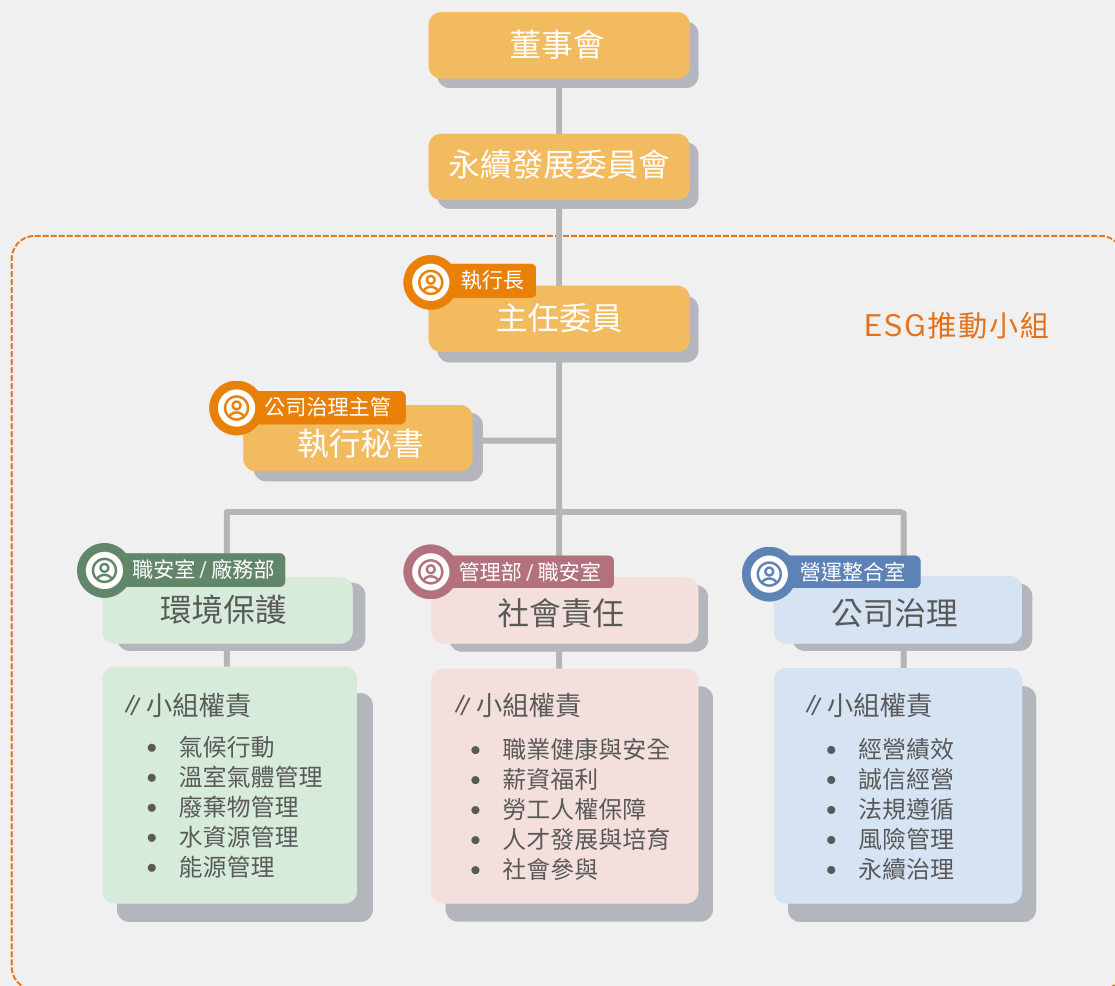 董事會
永續發展委員會
執行長
主任委員
ESG推動小組
公司治理主管
執行秘書
職安室 / 廠務部
環境保護
// 小組權責
• 氣候行動
• 溫室氣體管理
• 廢棄物管理
• 水資源管理
• 能源管理
管理部 / 職安室
社會責任
// 小組權責
• 職業健康與安全
• 薪資福利
• 勞工人權保障
• 人才發展與培育
• 社會參與
營運整合室
公司治理
// 小組權責
• 經營績效
• 誠信經營
• 法規遵循
• 風險管理
• 永續治理